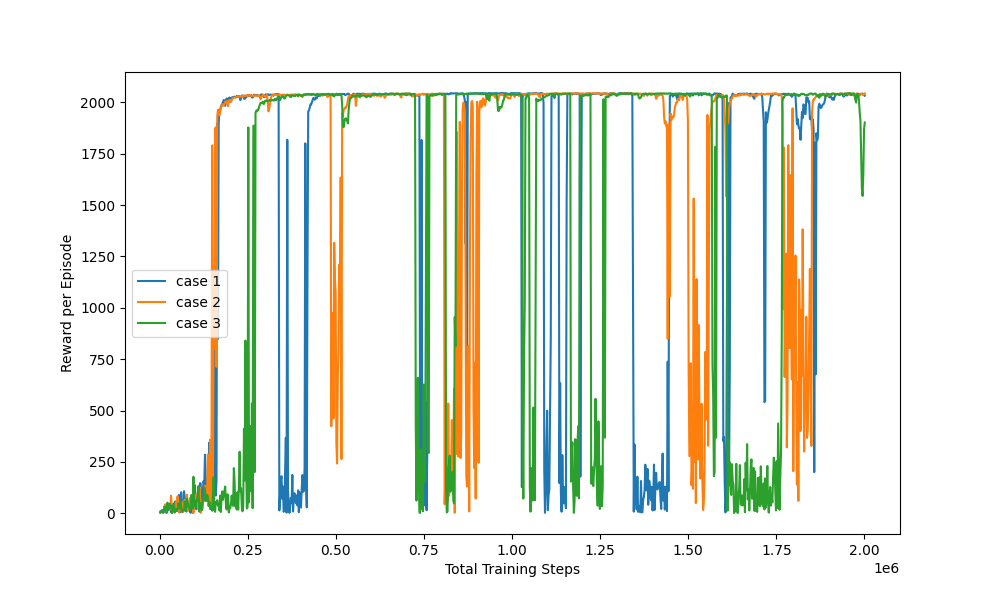 2000
1750
1500
1250
1000
750
500
250
0
Reward per Episode
case 1
case 2
case 3
0.00 0.25 0.50 0.75 1.00 1.25 1.50 1.75 2.00
1e6
Total Training Steps